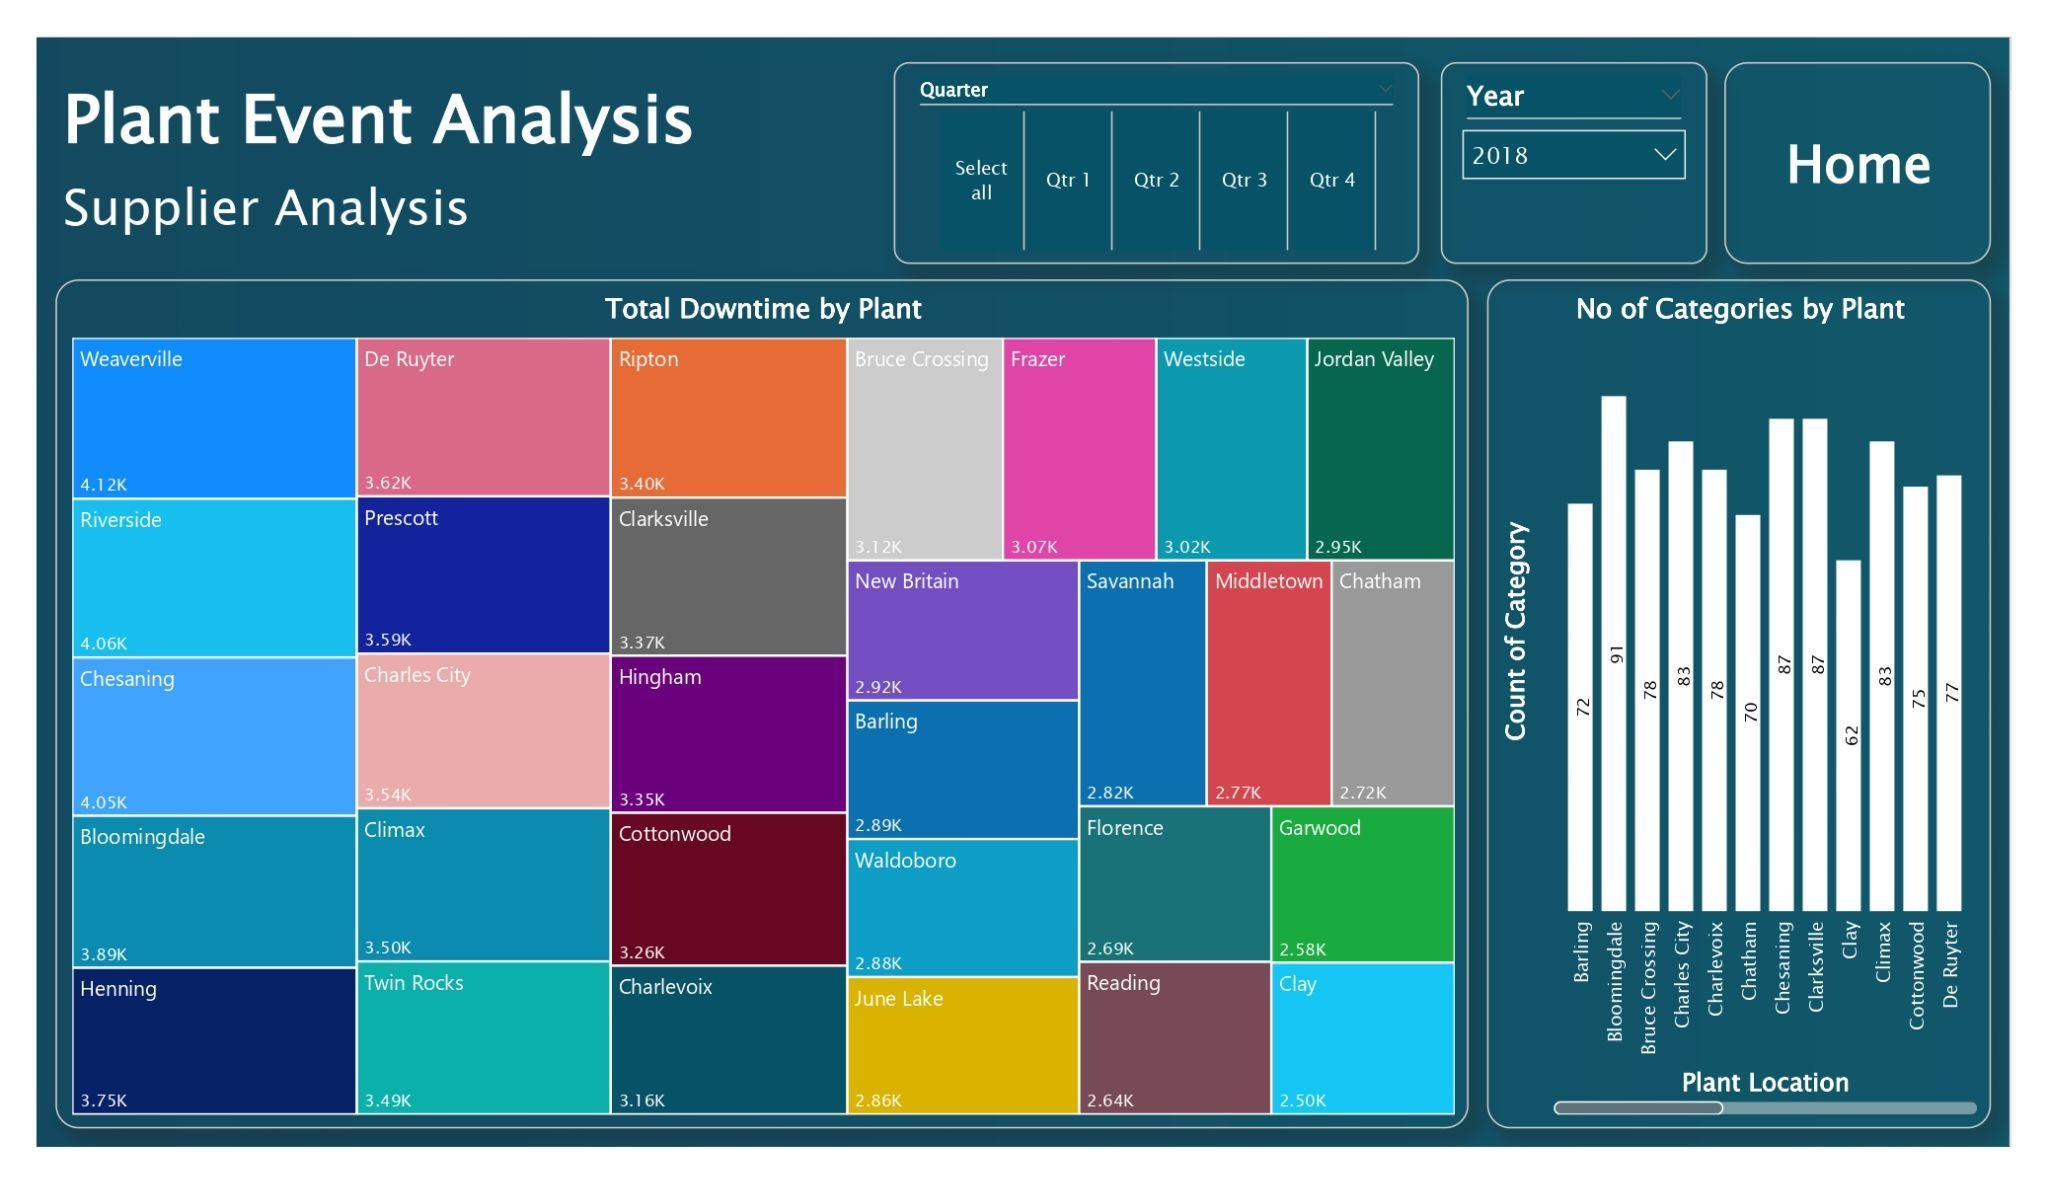 Plant Event Analysis
Supplier Analysis
Quarter
Select
all
Qtr 1
Qtr 2
Qtr 3
Qtr 4
Year
2018
Home
Total Downtime by Plant
Weaverville
4.12K
Riverside
4.06K
Chesaning
4.05K
Bloomingdale
3.89K
Henning
3.75K
De Ruyter
3.62K
Prescott
3.59K
Charles City
3.54K
Climax
3.50K
Twin Rocks
3.49K
Ripton
3.40K
Clarksville
3.37K
Hingham
3.35K
Cottonwood
3.26K
Charlevoix
3.16K
Bruce Crossing
3.12K
Frazer
3.07K
Westside
3.02K
Jordan Valley
2.95K
New Britain
2.92K
Barling
2.89K
Waldoboro
2.88K
June Lake
2.86K
Savannah
2.82K
Middletown
2.77K
Chatham
2.72K
Florence
2.69K
Reading
2.64K
Garwood
2.58K
Clay
2.50K
No of Categories by Plant
Count of Category
72
91
78
83
78
70
87
87
62
83
75
77
Barling
Bloomingdale
Bruce Crossing
Charles City
Charlevoix
Chatham
Chesaning
Clarksville
Clay
Climax
Cottonwood
De Ruyter
Plant Location